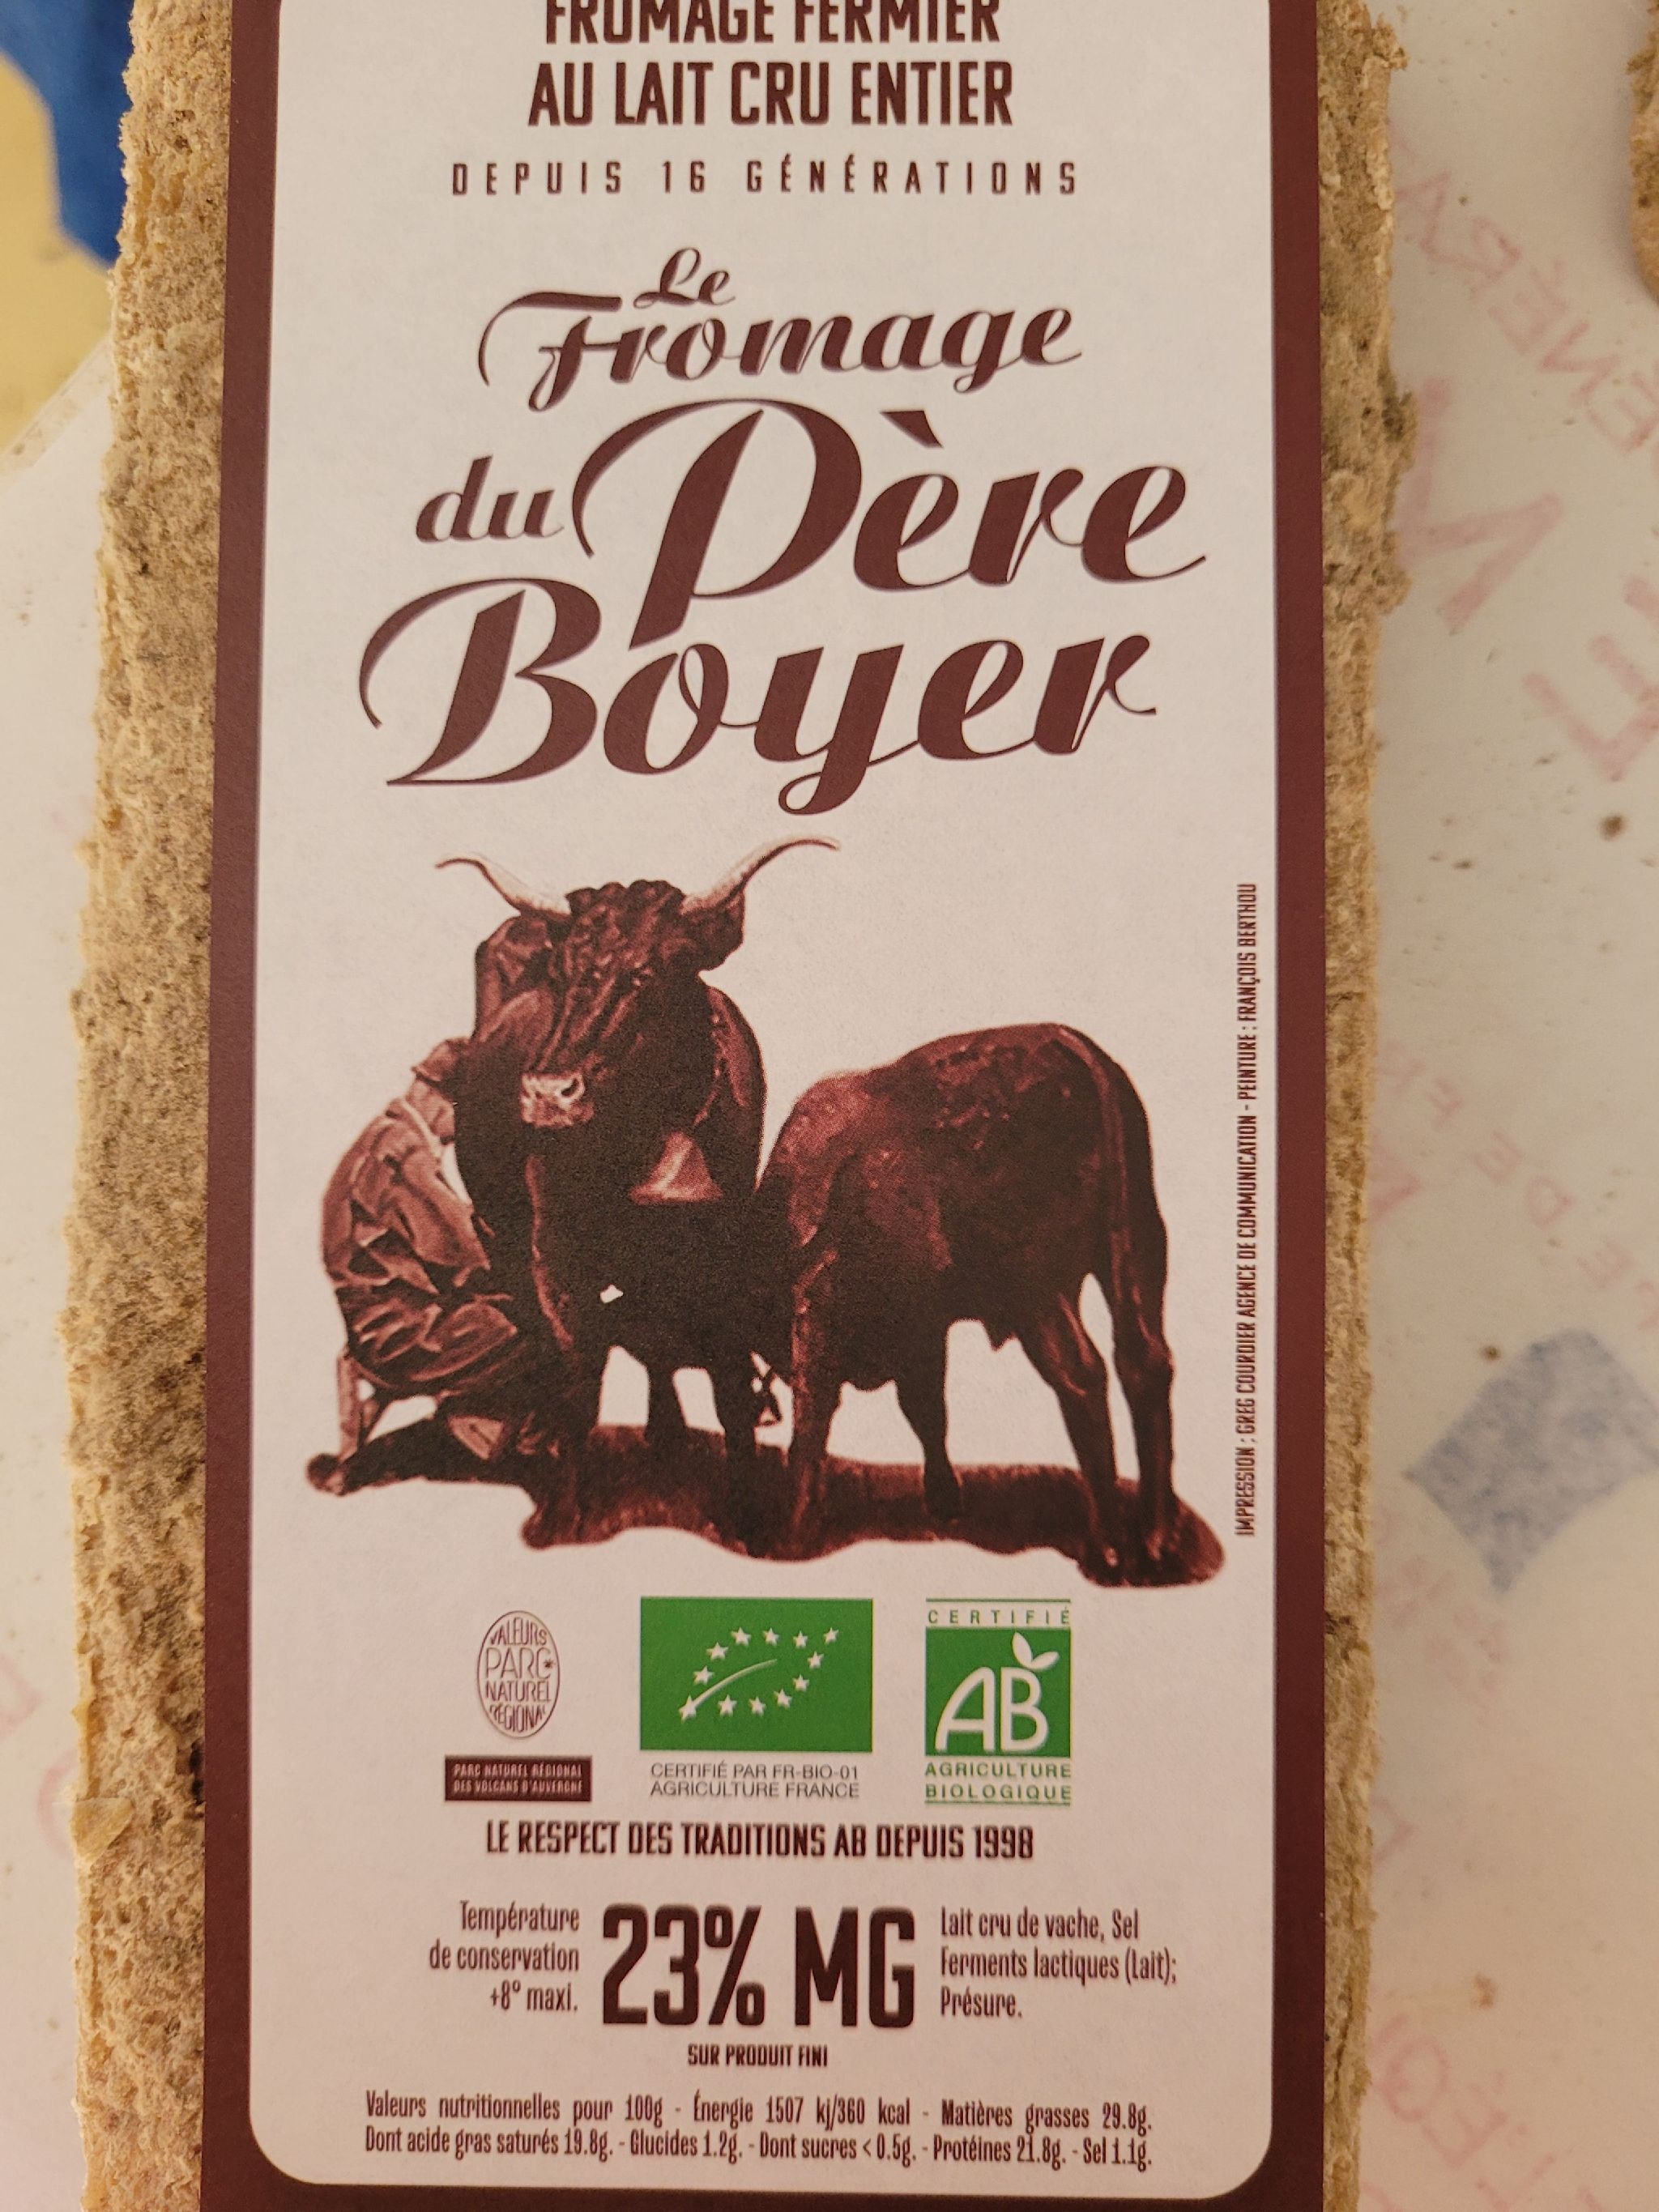 FROMAGE FERMIER
AU LAIT CRU ENTIER
DEPUIS 16 GÉNÉRATIONS
Le
Fromage
du Père
Boyer
IMPRESSION : GREG COURDIER AGENCE DE COMMUNICATION - PEINTURE : FRANÇOIS BERTHOU
VALEURS
PARC
NATUREL
RÉGIONAL
PARC NATUREL RÉGIONAL
DES VOLCANS D'AUVERGNE
CERTIFIÉ PAR FR-BIO-01
AGRICULTURE FRANCE
CERTIFIÉ
AB
AGRICULTURE
BIOLOGIQUE
LE RESPECT DES TRADITIONS AB DEPUIS 1998
Température
de conservation
+8° maxi.
23% MG
SUR PRODUIT FINI
Lait cru de vache, Sel
Ferments lactiques (Lait);
Présure.
Valeurs nutritionnelles pour 100g - Énergie 1507 kj/360 kcal - Matières grasses 29.8g.
Dont acide gras saturés 19.8g. - Glucides 1.2g. - Dont sucres < 0.5g. - Protéines 21.8g. - Sel 1.1g.